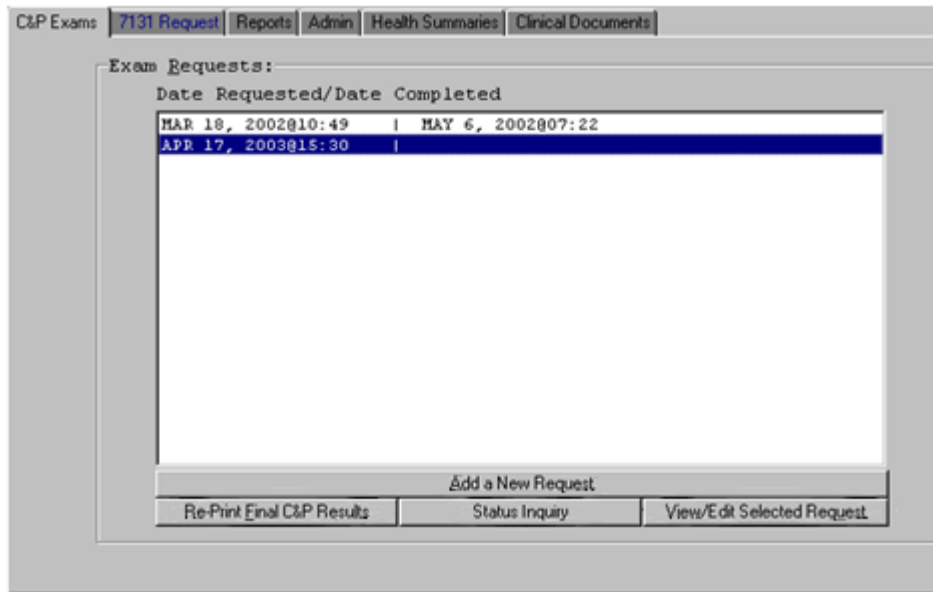 C&P Exams 7131 Request Reports Admin Health Summaries Clinical Documents
Exam Requests:
Date Requested/Date Completed
MAR 18, 2002@10:49 | MAY 6, 2002@07:22
APR 17, 2003@15:30 |
Add a New Request
Re-Print Final C&P Results Status Inquiry View/Edit Selected Request